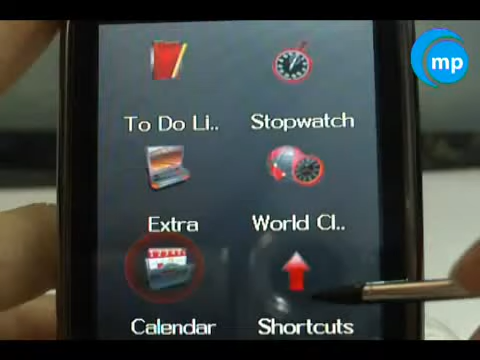 mp
To Do Li..
Stopwatch
Extra
World Cl..
Calendar
Shortcuts